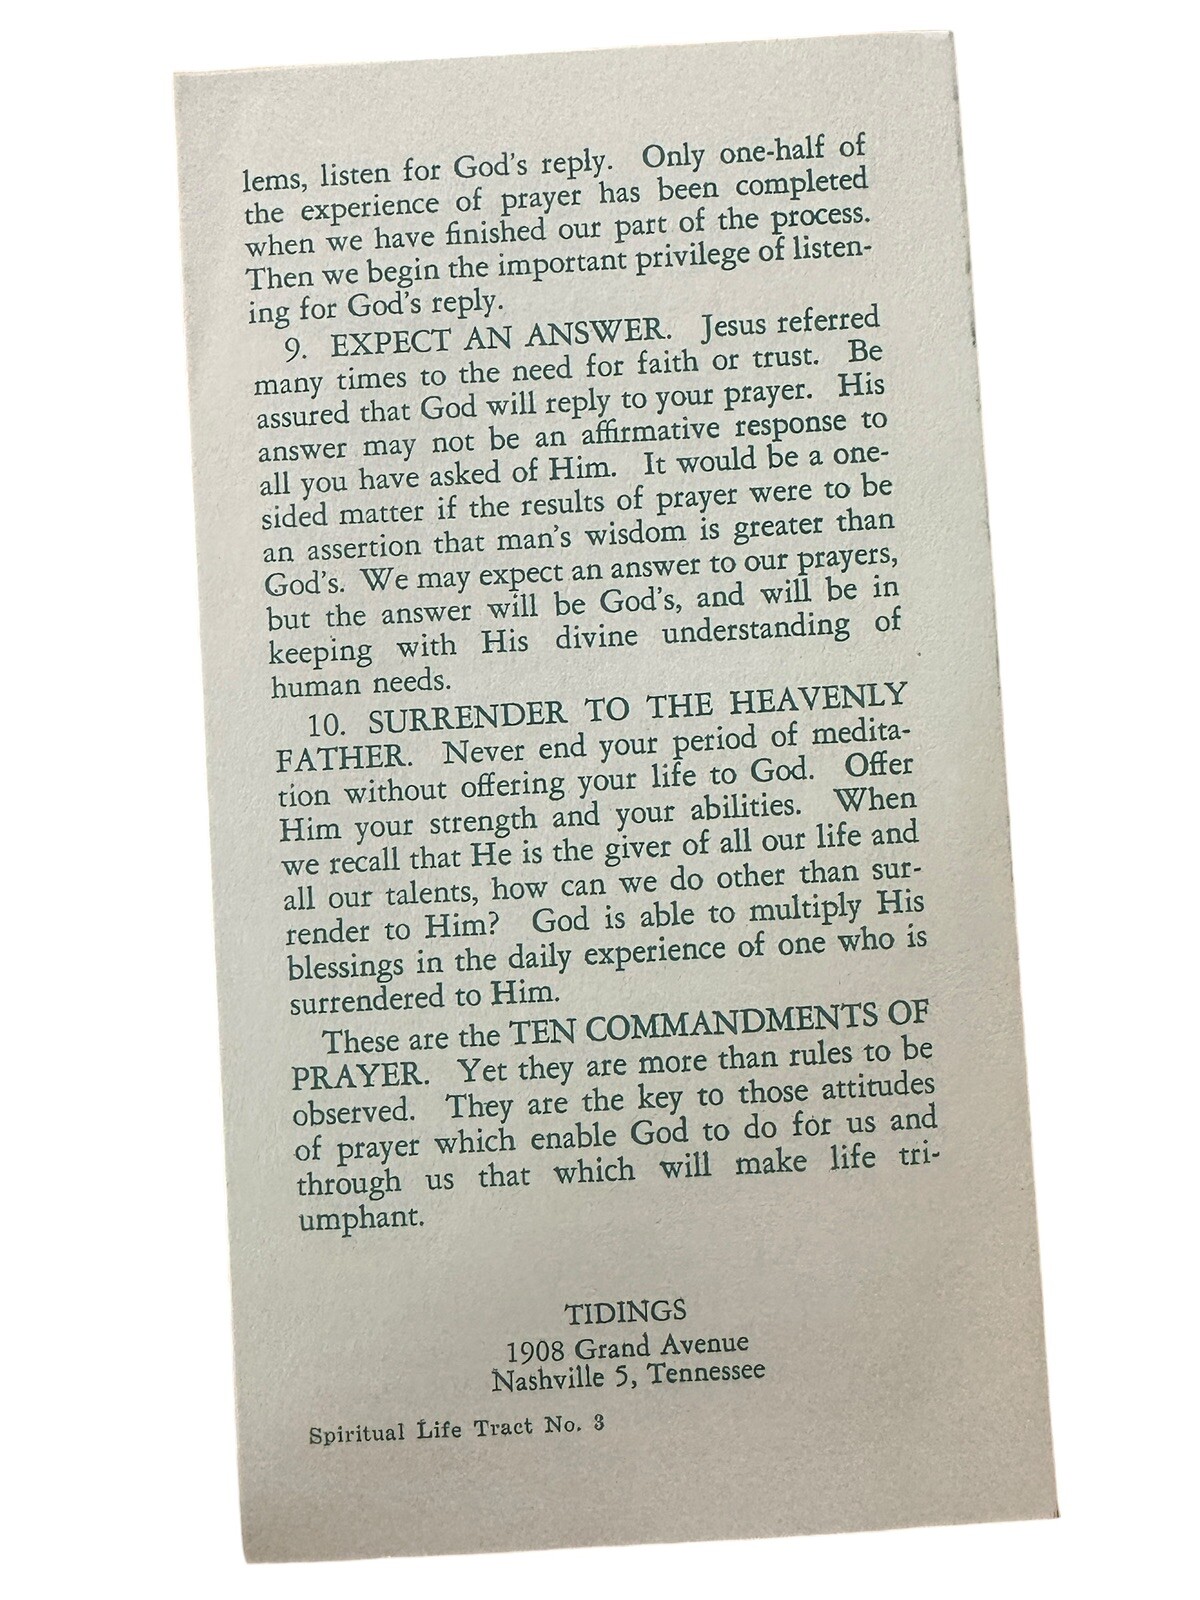 lems, listen for God's reply. Only one-half of
the experience of prayer has been completed
when we have finished our part of the process.
Then we begin the important privilege of listen-
ing for God's reply.
9. EXPECT AN ANSWER. Jesus referred
many times to the need for faith or trust. Be
assured that God will reply to your prayer. His
answer may not be an affirmative response to
all you have asked of Him. It would be a one-
sided matter if the results of prayer were to be
an assertion that man's wisdom is greater than
God's. We may expect an answer to our prayers,
but the answer will be God's, and will be in
keeping with His divine understanding of
human needs.
10. SURRENDER TO THE HEAVENLY
FATHER. Never end your period of medita-
tion without offering your life to God. Offer
Him your strength and your abilities. When
we recall that He is the giver of all our life and
all our talents, how can we do other than sur-
render to Him? God is able to multiply His
blessings in the daily experience of one who is
surrendered to Him.
These are the TEN COMMANDMENTS OF
PRAYER. Yet they are more than rules to be
observed. They are the key to those attitudes
of prayer which enable God to do for us and
through us that which will make life tri-
umphant.
TIDINGS
1908 Grand Avenue
Nashville 5, Tennessee
Spiritual Life Tract No. 3